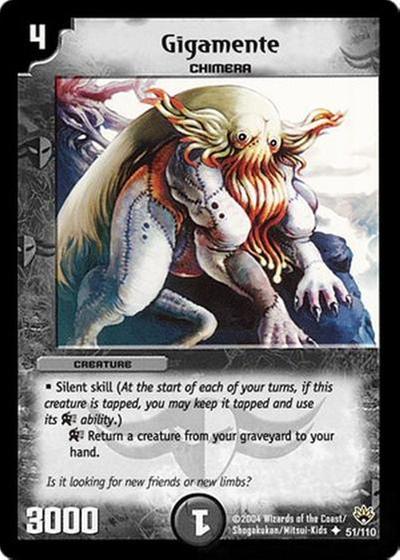 4
Gigamente
CHIMERA
CREATURE
▪ Silent skill (At the start of each of your turns, if this
creature is tapped, you may keep it tapped and use
its ability.)
Return a creature from your graveyard to your
hand.
Is it looking for new friends or new limbs?
3000
1
©2004 Wizards of the Coast/
Shogakukan/Mitsui-Kids ✦ 51/110